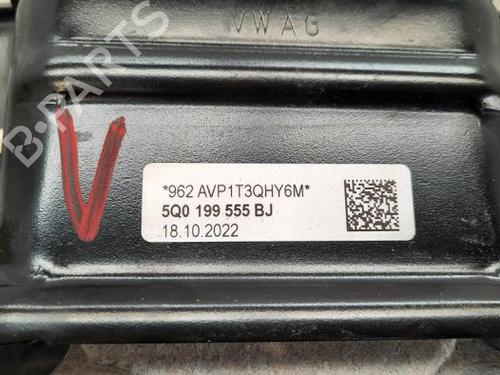 VWAG
B-PARTS
V
*962 AVP1T3QHY6M*
5Q0 199 555 BJ
18.10.2022